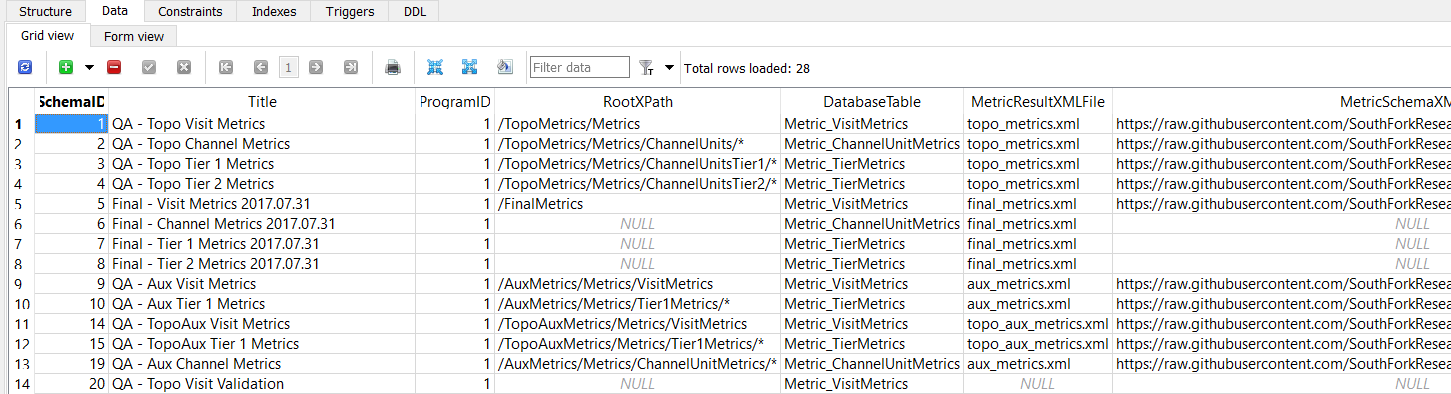 Structure Data Constraints Indexes Triggers DDL
Grid view Form view
1 Filter data Total rows loaded: 28
SchemaID Title ProgramID RootXPath DatabaseTable MetricResultXMLFile MetricSchemaXM
1 1 QA - Topo Visit Metrics 1 /TopoMetrics/Metrics Metric_VisitMetrics topo_metrics.xml https://raw.githubusercontent.com/SouthForkResea
2 2 QA - Topo Channel Metrics 1 /TopoMetrics/Metrics/ChannelUnits/* Metric_ChannelUnitMetrics topo_metrics.xml https://raw.githubusercontent.com/SouthForkResea
3 3 QA - Topo Tier 1 Metrics 1 /TopoMetrics/Metrics/ChannelUnitsTier1/* Metric_TierMetrics topo_metrics.xml https://raw.githubusercontent.com/SouthForkResea
4 4 QA - Topo Tier 2 Metrics 1 /TopoMetrics/Metrics/ChannelUnitsTier2/* Metric_TierMetrics topo_metrics.xml https://raw.githubusercontent.com/SouthForkResea
5 5 Final - Visit Metrics 2017.07.31 1 /FinalMetrics Metric_VisitMetrics final_metrics.xml https://raw.githubusercontent.com/SouthForkResea
6 6 Final - Channel Metrics 2017.07.31 1 NULL Metric_ChannelUnitMetrics final_metrics.xml NULL
7 7 Final - Tier 1 Metrics 2017.07.31 1 NULL Metric_TierMetrics final_metrics.xml NULL
8 8 Final - Tier 2 Metrics 2017.07.31 1 NULL Metric_TierMetrics final_metrics.xml NULL
9 9 QA - Aux Visit Metrics 1 /AuxMetrics/Metrics/VisitMetrics Metric_VisitMetrics aux_metrics.xml https://raw.githubusercontent.com/SouthForkResea
10 10 QA - Aux Tier 1 Metrics 1 /AuxMetrics/Metrics/Tier1Metrics/* Metric_TierMetrics aux_metrics.xml https://raw.githubusercontent.com/SouthForkResea
11 14 QA - TopoAux Visit Metrics 1 /TopoAuxMetrics/Metrics/VisitMetrics Metric_VisitMetrics topo_aux_metrics.xml https://raw.githubusercontent.com/SouthForkResea
12 15 QA - TopoAux Tier 1 Metrics 1 /TopoAuxMetrics/Metrics/Tier1Metrics/* Metric_TierMetrics topo_aux_metrics.xml https://raw.githubusercontent.com/SouthForkResea
13 19 QA - Aux Channel Metrics 1 /AuxMetrics/Metrics/ChannelUnitMetrics/* Metric_ChannelUnitMetrics aux_metrics.xml https://raw.githubusercontent.com/SouthForkResea
14 20 QA - Topo Visit Validation 1 NULL Metric_VisitMetrics NULL NULL